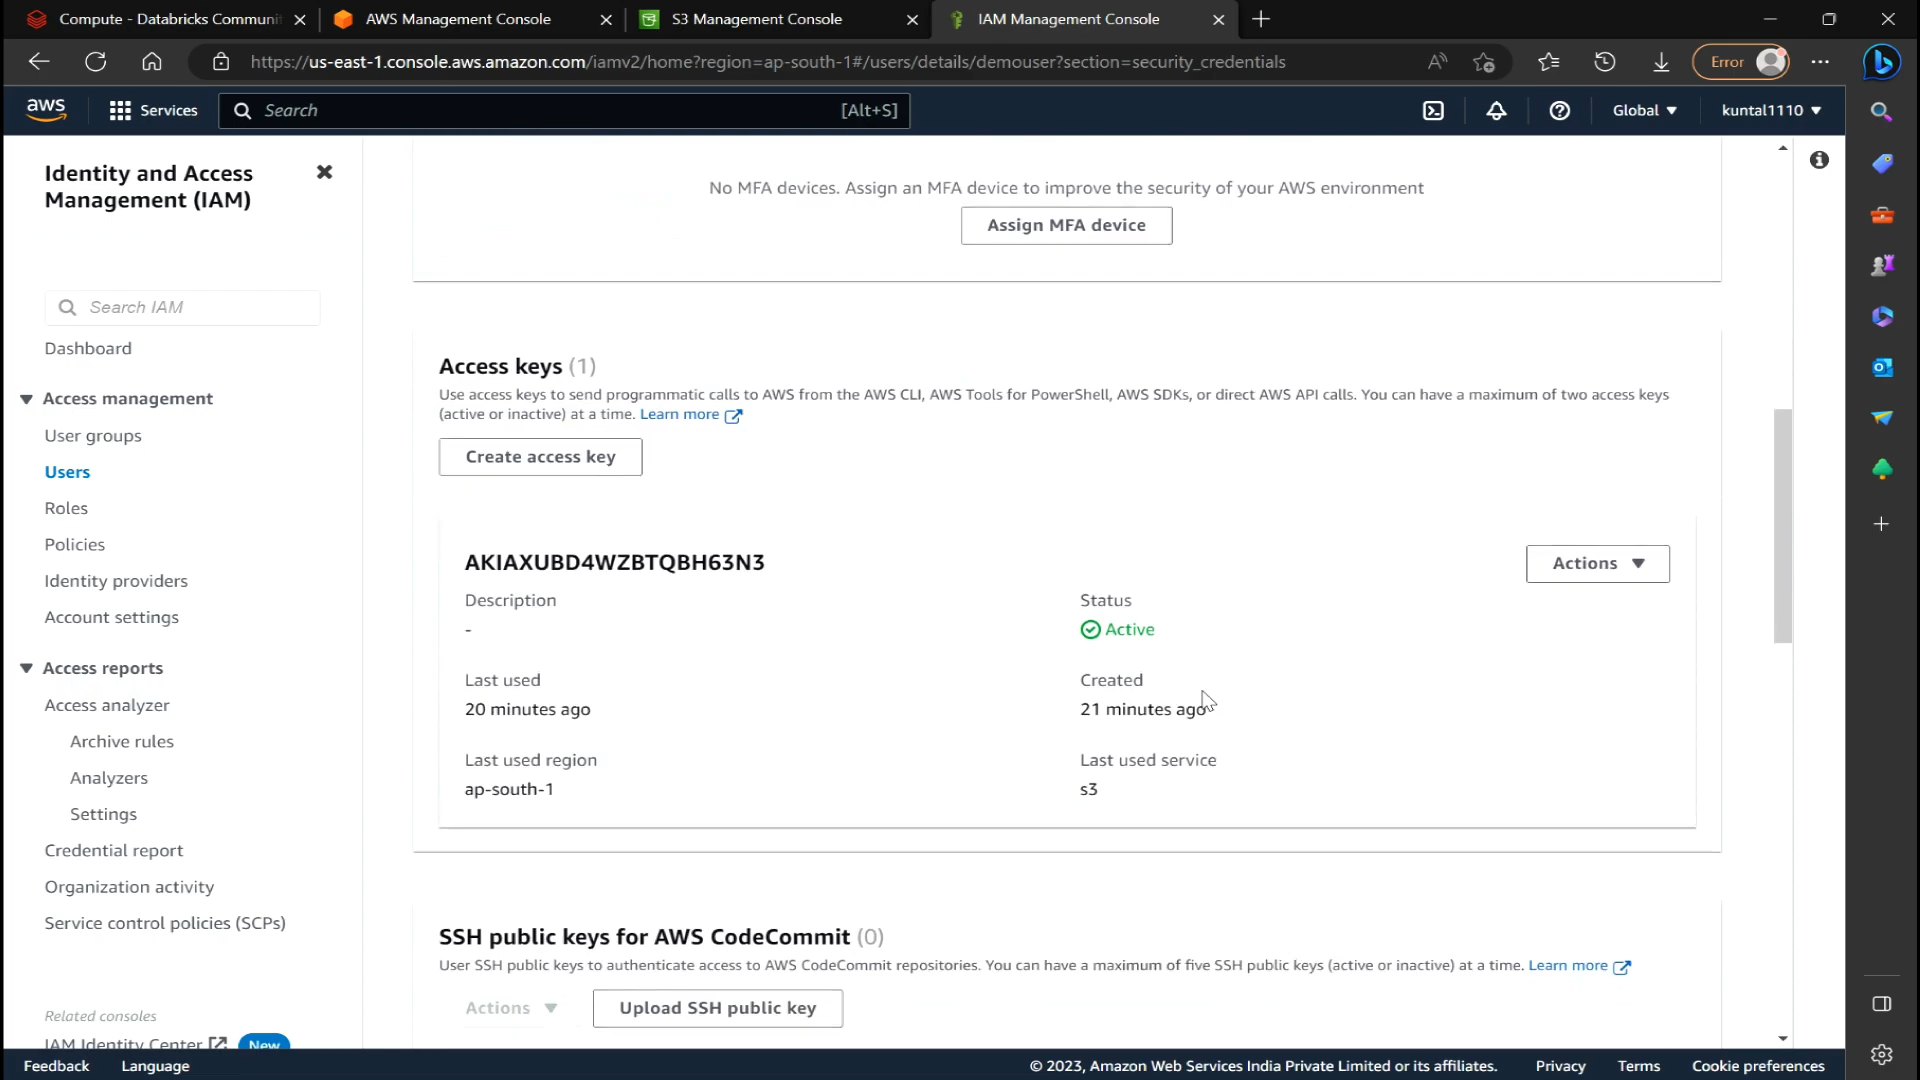 Compute - Databricks Communi
AWS Management Console
S3 Management Console
IAM Management Console
https://us-east-1.console.aws.amazon.com/iamv2/home?region=ap-south-1#/users/details/demouser?section=security_credentials
Error
aws
Services
Search
[Alt+S]
Global
kuntal1110
Identity and Access
Management (IAM)
Search IAM
Dashboard
Access management
User groups
Users
Roles
Policies
Identity providers
Account settings
Access reports
Access analyzer
Archive rules
Analyzers
Settings
Credential report
Organization activity
Service control policies (SCPs)
Related consoles
IAM Identity Center
New
No MFA devices. Assign an MFA device to improve the security of your AWS environment
Assign MFA device
Access keys (1)
Use access keys to send programmatic calls to AWS from the AWS CLI, AWS Tools for PowerShell, AWS SDKs, or direct AWS API calls. You can have a maximum of two access keys
(active or inactive) at a time. Learn more
Create access key
AKIAXUBD4WZBTQBH63N3
Actions
Description
-
Status
Active
Last used
20 minutes ago
Created
21 minutes ago
Last used region
ap-south-1
Last used service
s3
SSH public keys for AWS CodeCommit (0)
User SSH public keys to authenticate access to AWS CodeCommit repositories. You can have a maximum of five SSH public keys (active or inactive) at a time. Learn more
Actions
Upload SSH public key
Feedback
Language
© 2023, Amazon Web Services India Private Limited or its affiliates.
Privacy
Terms
Cookie preferences